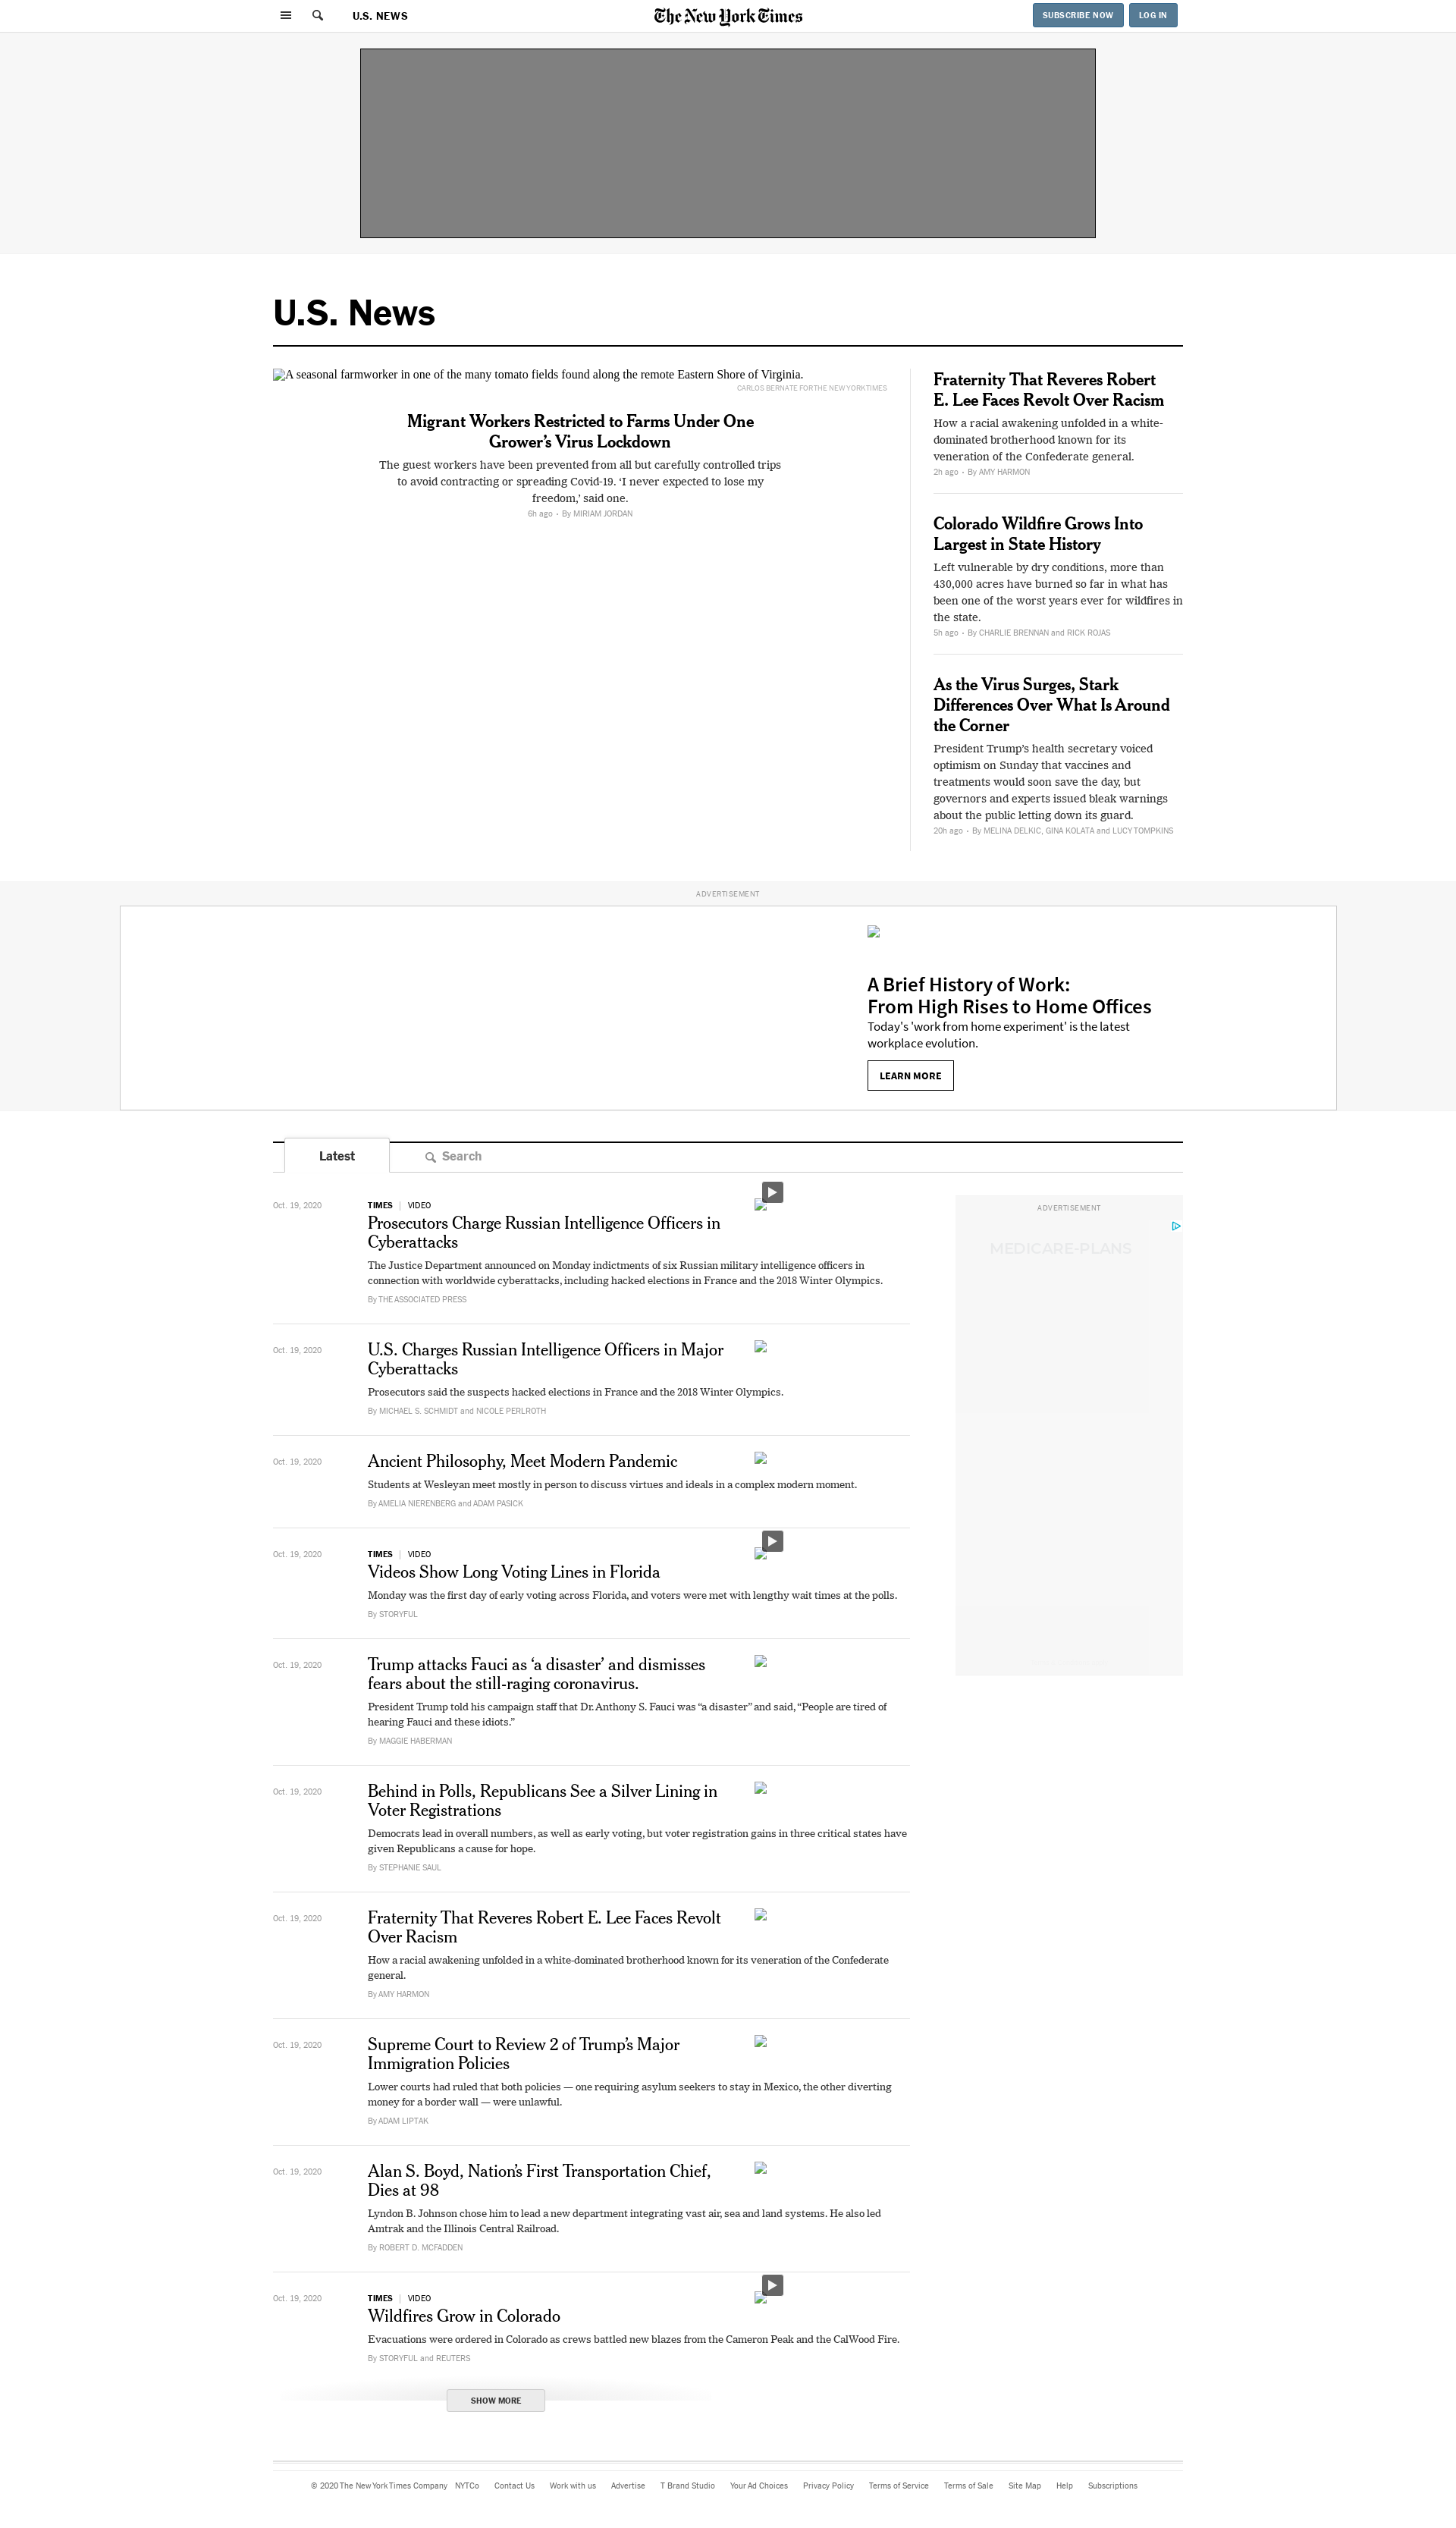 U.S. NEWS
The New York Times
SUBSCRIBE NOW
LOG IN
U.S. News
A seasonal farmworker in one of the many tomato fields found along the remote Eastern Shore of Virginia.
CARLOS BERNATE FOR THE NEW YORK TIMES
Migrant Workers Restricted to Farms Under One
Grower’s Virus Lockdown
The guest workers have been prevented from all but carefully controlled trips
to avoid contracting or spreading Covid-19. ‘I never expected to lose my
freedom,’ said one.
6h ago • By MIRIAM JORDAN
Fraternity That Reveres Robert
E. Lee Faces Revolt Over Racism
How a racial awakening unfolded in a white-
dominated brotherhood known for its
veneration of the Confederate general.
2h ago • By AMY HARMON
Colorado Wildfire Grows Into
Largest in State History
Left vulnerable by dry conditions, more than
430,000 acres have burned so far in what has
been one of the worst years ever for wildfires in
the state.
5h ago • By CHARLIE BRENNAN and RICK ROJAS
As the Virus Surges, Stark
Differences Over What Is Around
the Corner
President Trump’s health secretary voiced
optimism on Sunday that vaccines and
treatments would soon save the day, but
governors and experts issued bleak warnings
about the public letting down its guard.
20h ago • By MELINA DELKIC, GINA KOLATA and LUCY TOMPKINS
ADVERTISEMENT
A Brief History of Work:
From High Rises to Home Offices
Today's 'work from home experiment' is the latest
workplace evolution.
LEARN MORE
Latest
Search
Oct. 19, 2020
TIMES | VIDEO
Prosecutors Charge Russian Intelligence Officers in
Cyberattacks
The Justice Department announced on Monday indictments of six Russian military intelligence officers in
connection with worldwide cyberattacks, including hacked elections in France and the 2018 Winter Olympics.
By THE ASSOCIATED PRESS
ADVERTISEMENT
MEDICARE-PLANS
Oct. 19, 2020
U.S. Charges Russian Intelligence Officers in Major
Cyberattacks
Prosecutors said the suspects hacked elections in France and the 2018 Winter Olympics.
By MICHAEL S. SCHMIDT and NICOLE PERLROTH
Oct. 19, 2020
Ancient Philosophy, Meet Modern Pandemic
Students at Wesleyan meet mostly in person to discuss virtues and ideals in a complex modern moment.
By AMELIA NIERENBERG and ADAM PASICK
Oct. 19, 2020
TIMES | VIDEO
Videos Show Long Voting Lines in Florida
Monday was the first day of early voting across Florida, and voters were met with lengthy wait times at the polls.
By STORYFUL
Oct. 19, 2020
Trump attacks Fauci as ‘a disaster’ and dismisses
fears about the still-raging coronavirus.
President Trump told his campaign staff that Dr. Anthony S. Fauci was “a disaster” and said, “People are tired of
hearing Fauci and these idiots.”
By MAGGIE HABERMAN
Oct. 19, 2020
Behind in Polls, Republicans See a Silver Lining in
Voter Registrations
Democrats lead in overall numbers, as well as early voting, but voter registration gains in three critical states have
given Republicans a cause for hope.
By STEPHANIE SAUL
Oct. 19, 2020
Fraternity That Reveres Robert E. Lee Faces Revolt
Over Racism
How a racial awakening unfolded in a white-dominated brotherhood known for its veneration of the Confederate
general.
By AMY HARMON
Oct. 19, 2020
Supreme Court to Review 2 of Trump’s Major
Immigration Policies
Lower courts had ruled that both policies — one requiring asylum seekers to stay in Mexico, the other diverting
money for a border wall — were unlawful.
By ADAM LIPTAK
Oct. 19, 2020
Alan S. Boyd, Nation’s First Transportation Chief,
Dies at 98
Lyndon B. Johnson chose him to lead a new department integrating vast air, sea and land systems. He also led
Amtrak and the Illinois Central Railroad.
By ROBERT D. MCFADDEN
Oct. 19, 2020
TIMES | VIDEO
Wildfires Grow in Colorado
Evacuations were ordered in Colorado as crews battled new blazes from the Cameron Peak and the CalWood Fire.
By STORYFUL and REUTERS
SHOW MORE
© 2020 The New York Times Company NYTCo Contact Us Work with us Advertise T Brand Studio Your Ad Choices Privacy Policy Terms of Service Terms of Sale Site Map Help Subscriptions